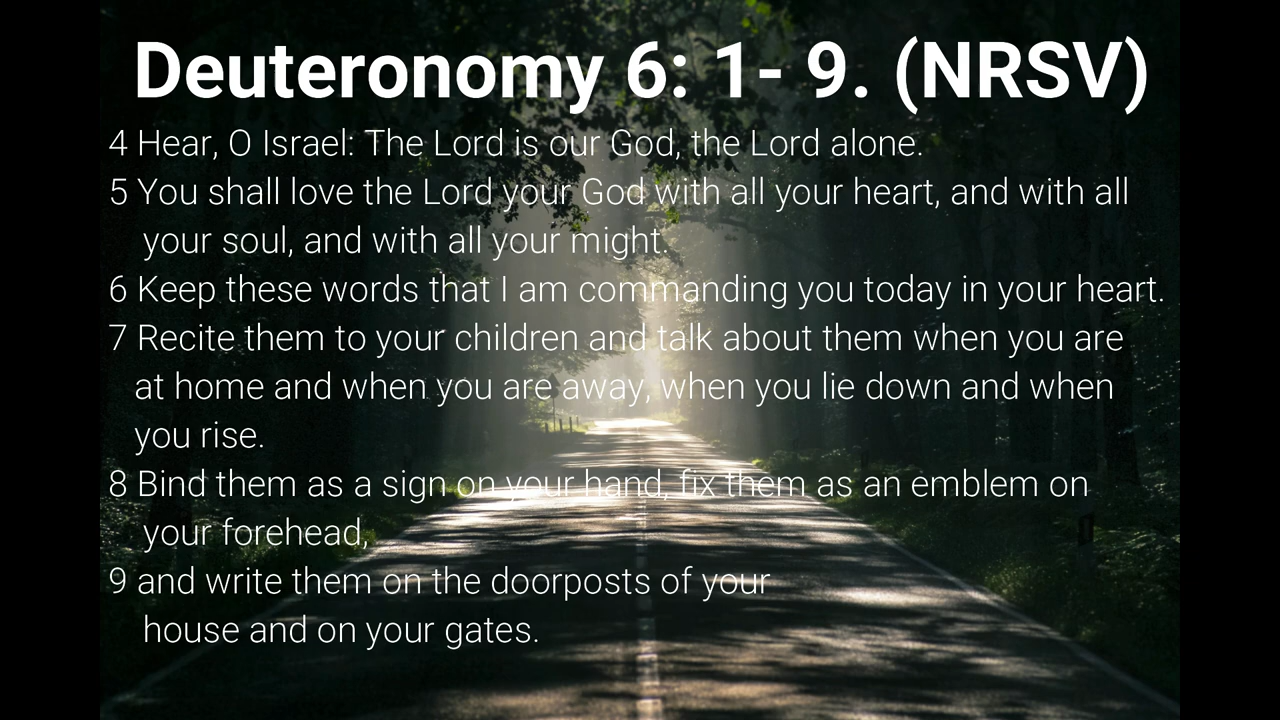 Deuteronomy 6: 1- 9. (NRSV)
4 Hear, O Israel: The Lord is our God, the Lord alone.
5 You shall love the Lord your God with all your heart, and with all
your soul, and with all your might.
6 Keep these words that I am commanding you today in your heart.
7 Recite them to your children and talk about them when you are
at home and when you are away, when you lie down and when
you rise.
8 Bind them as a sign on your hand, fix them as an emblem on
your forehead,
9 and write them on the doorposts of your
house and on your gates.